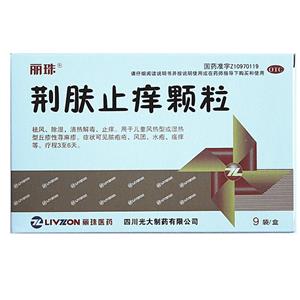 丽珠®
国药准字Z10970119
请仔细阅读说明书并按说明使用或在药师指导下购买和使用
OTC
荆肤止痒颗粒
祛风、除湿，清热解毒、止痒。用于儿童风热型或湿热
型丘疹性荨麻疹。症状可见脓疱疮、风团、水疱、瘙痒
等。疗程3至6天。
LIVZON 丽珠医药
四川光大制药有限公司
9 袋/盒